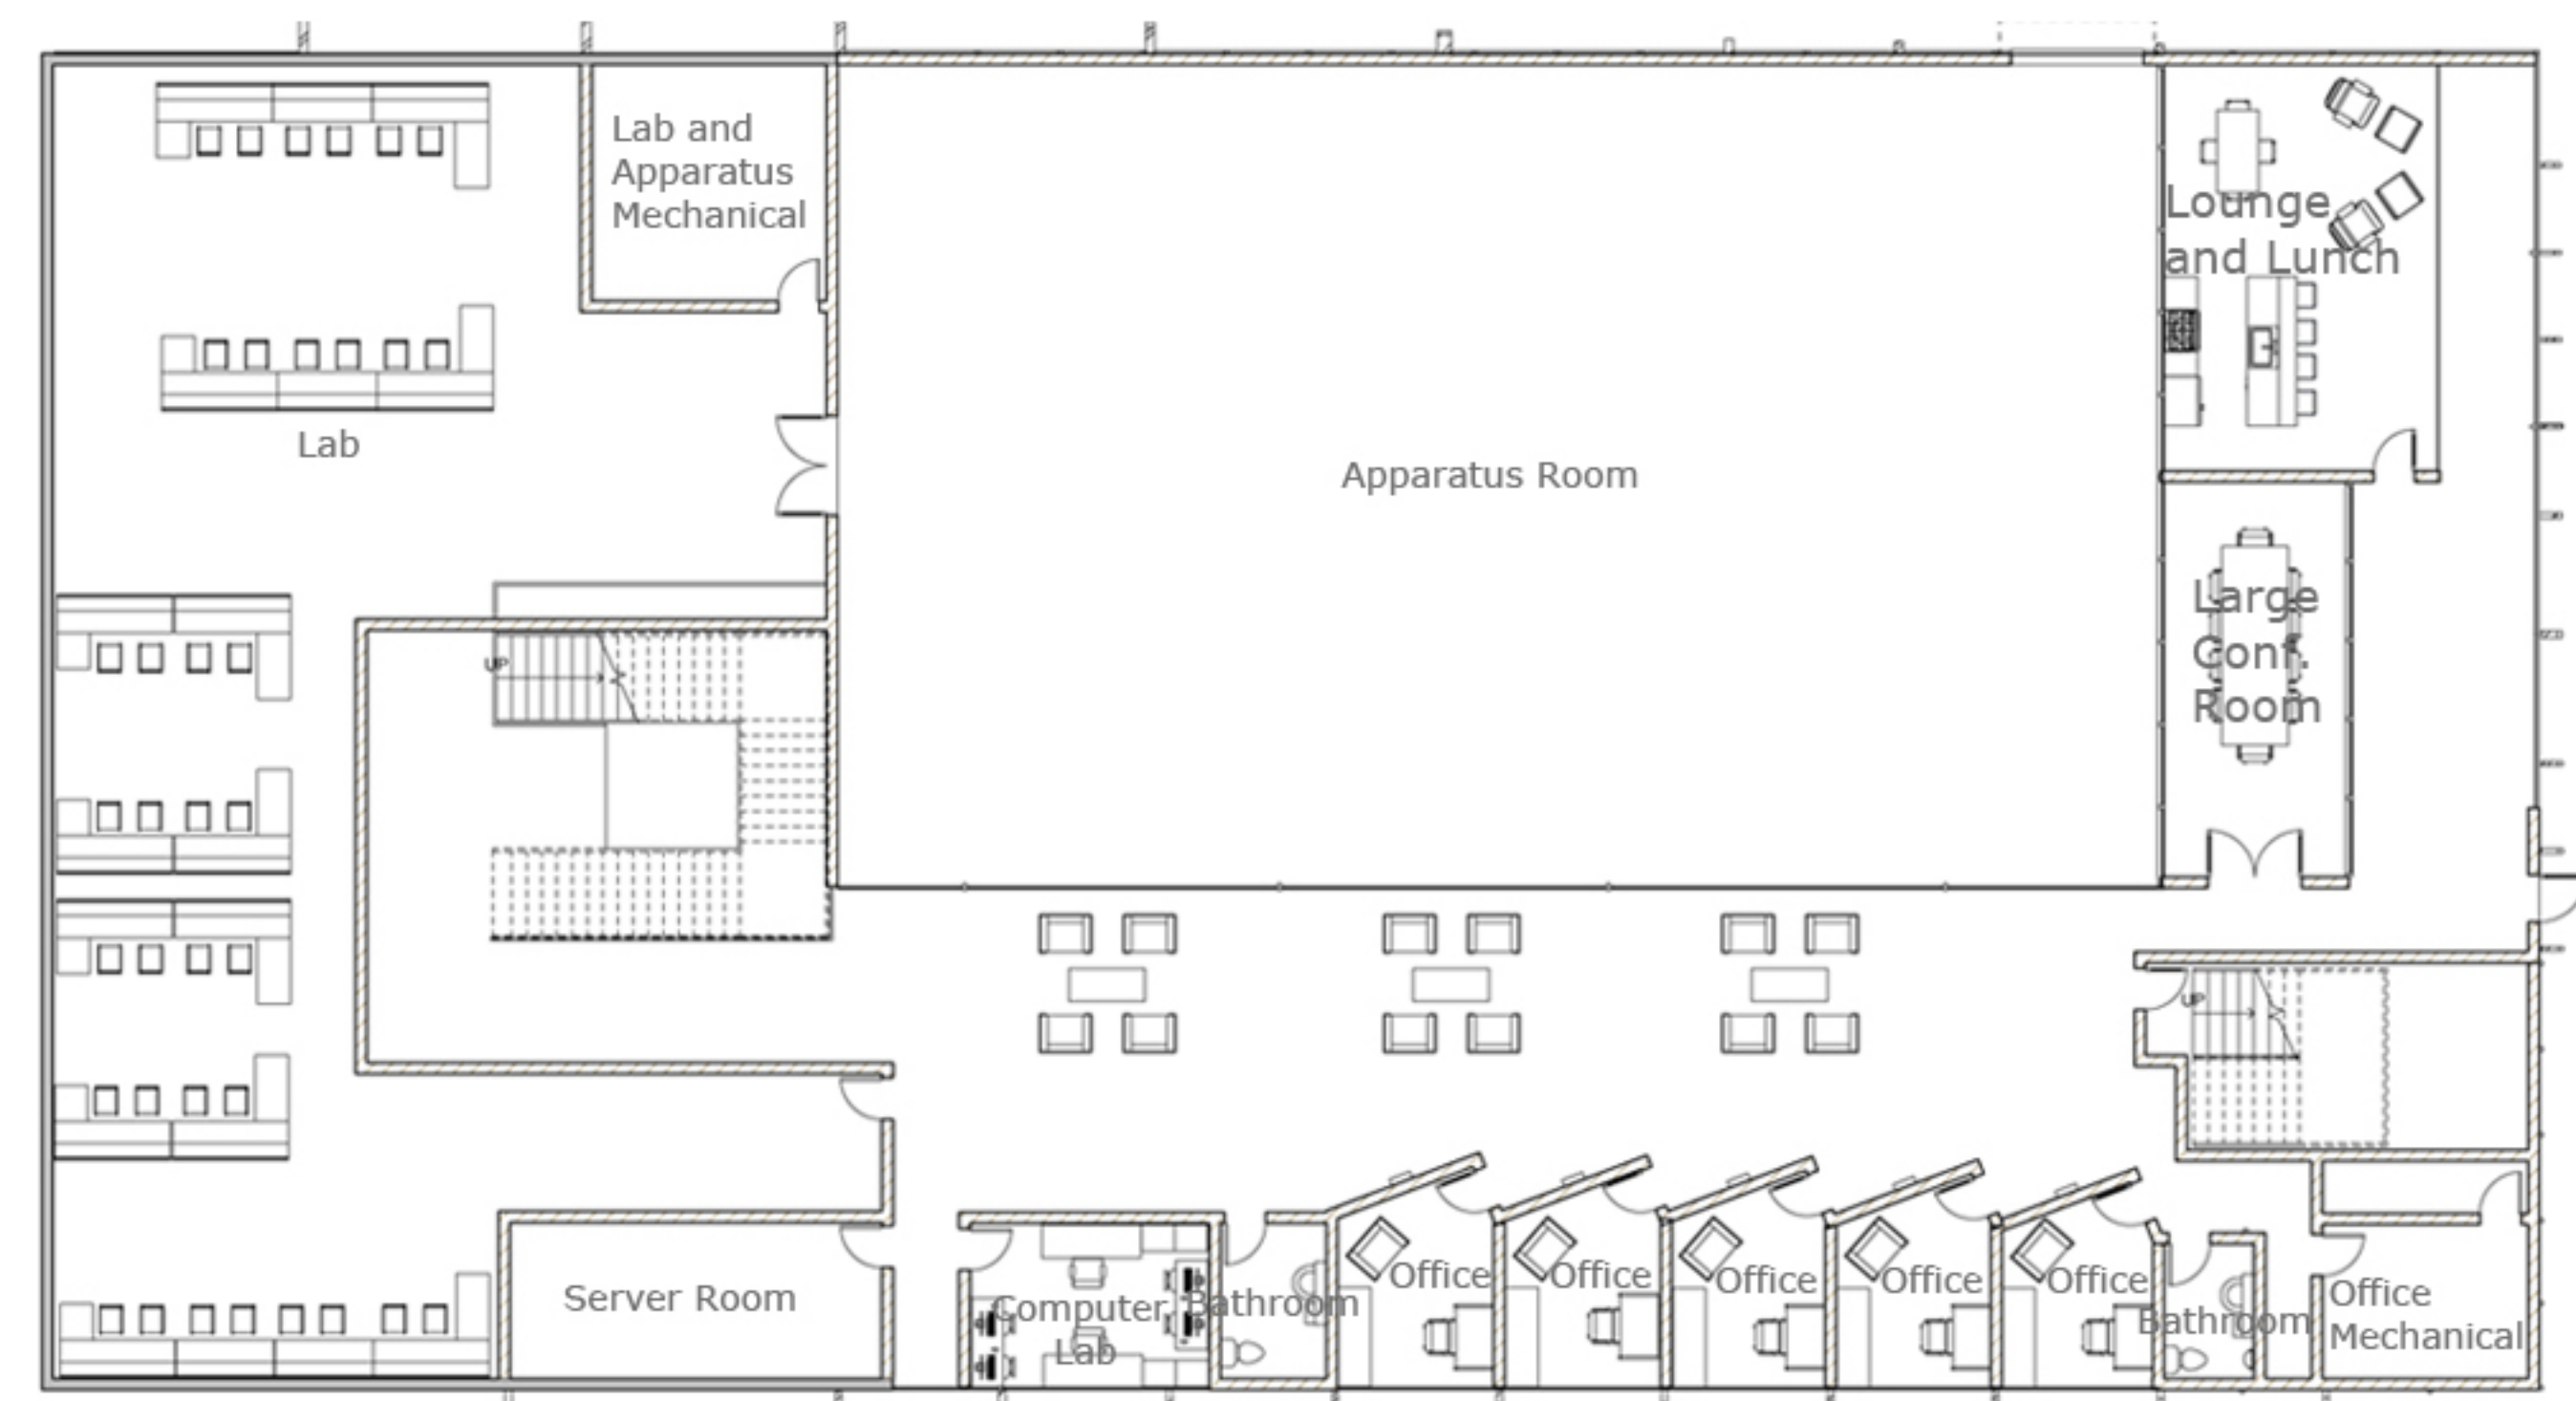 Lab and
Apparatus
Mechanical
Lounge
and Lunch
Lab
Apparatus Room
Large
Conf.
Room
UP
UP
Server Room
Computer
Lab
Bathroom
Office
Office
Office
Office
Office
Bathroom
Office
Mechanical